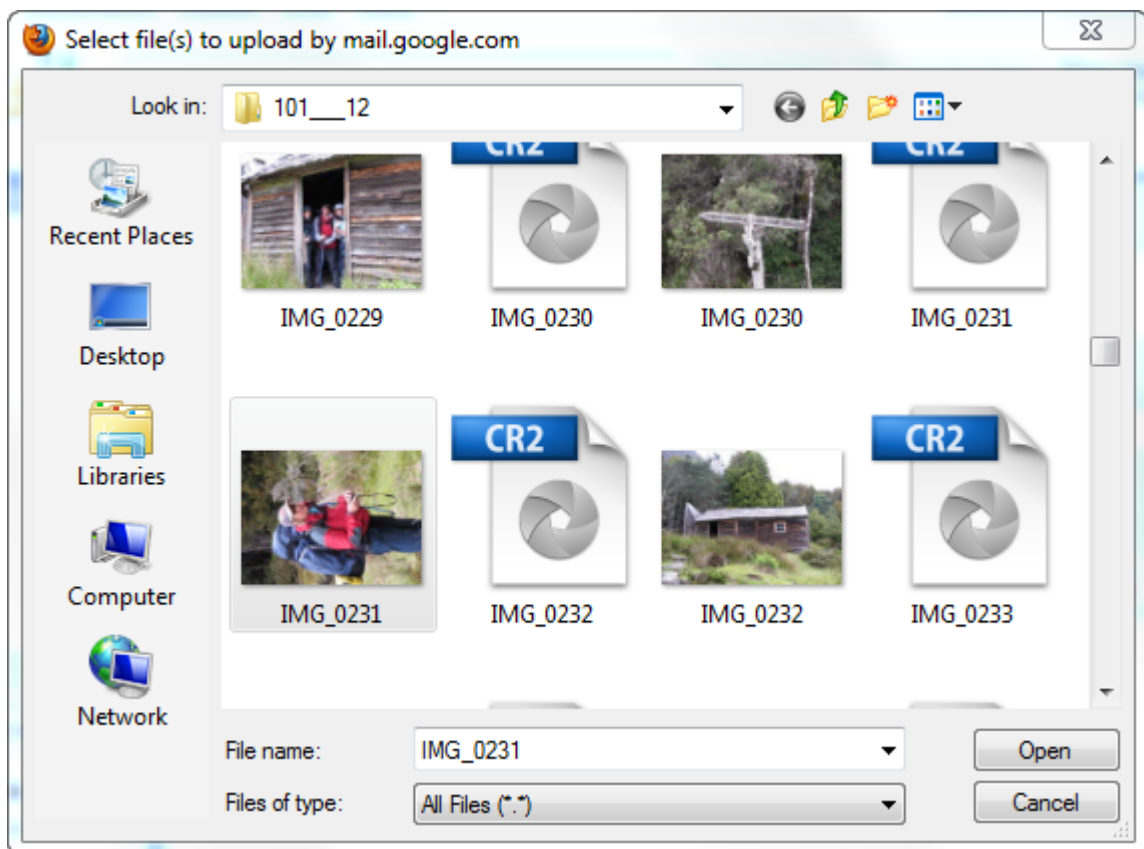 Select file(s) to upload by mail.google.com
Look in: 101___12
Recent Places
Desktop
Libraries
Computer
Network
CR2 CR2
IMG_0229 IMG_0230 IMG_0230 IMG_0231
CR2 CR2
IMG_0231 IMG_0232 IMG_0232 IMG_0233
File name: IMG_0231 Open
Files of type: All Files (*.*) Cancel